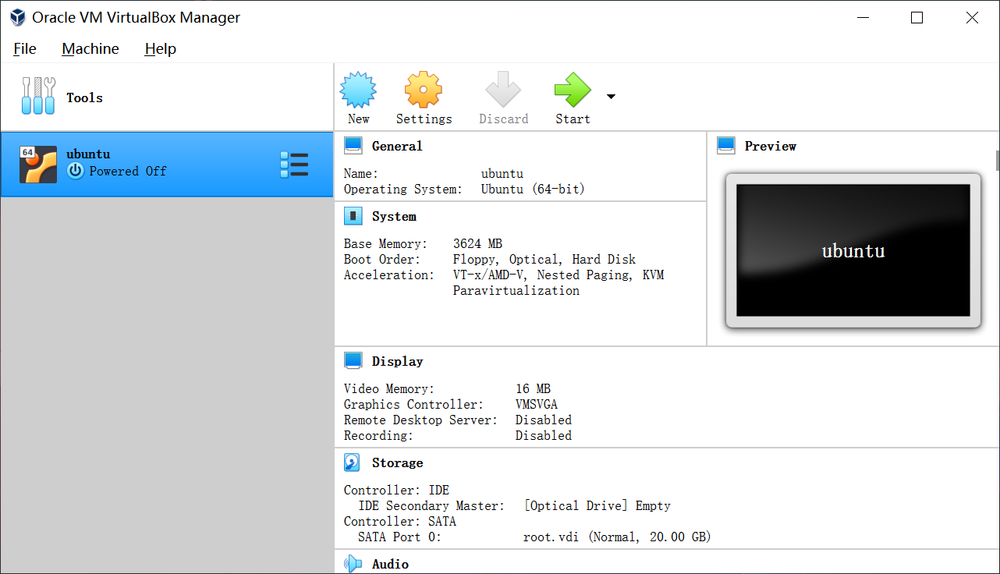 Oracle VM VirtualBox Manager
File Machine Help
Tools
New Settings Discard Start
64
ubuntu
Powered Off
General
Name: ubuntu
Operating System: Ubuntu (64-bit)
Preview
ubuntu
System
Base Memory: 3624 MB
Boot Order: Floppy, Optical, Hard Disk
Acceleration: VT-x/AMD-V, Nested Paging, KVM
Paravirtualization
Display
Video Memory: 16 MB
Graphics Controller: VMSVGA
Remote Desktop Server: Disabled
Recording: Disabled
Storage
Controller: IDE
IDE Secondary Master: [Optical Drive] Empty
Controller: SATA
SATA Port 0: root.vdi (Normal, 20.00 GB)
Audio